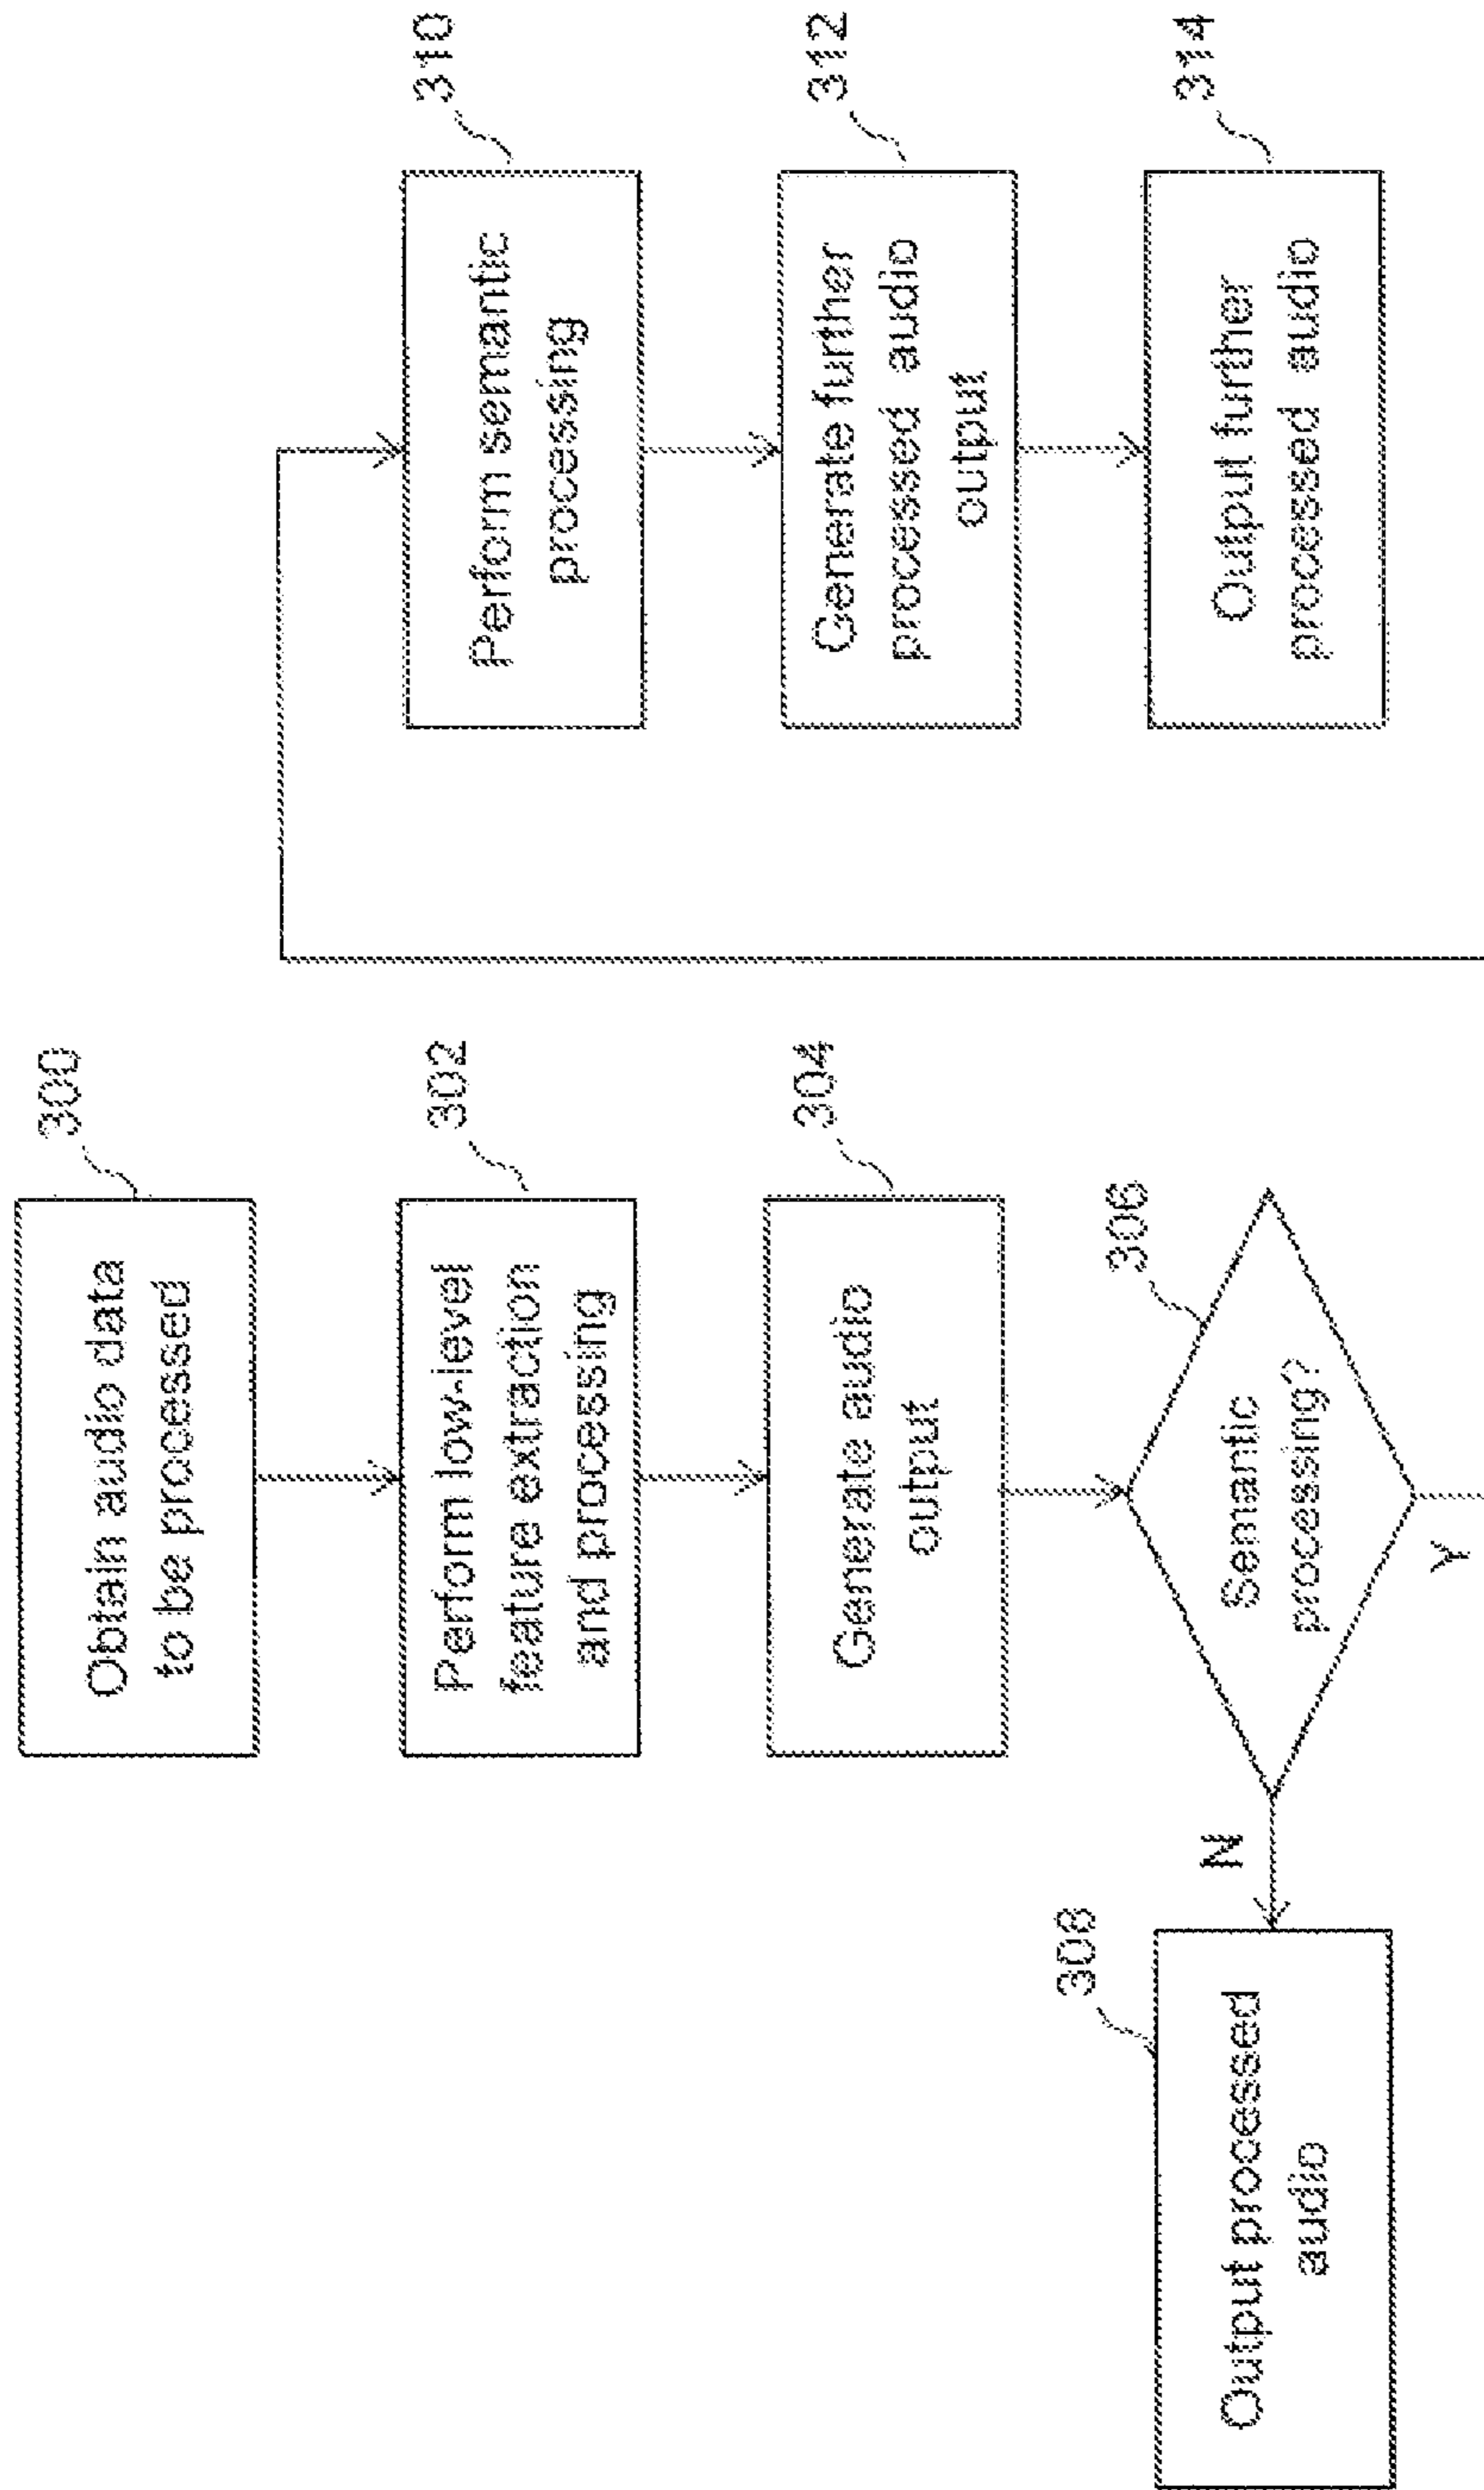 300
Obtain audio data
to be processed
302
Perform low-level
feature extraction
and processing
304
Generate audio
output
306
Semantic
processing?
N
Y
308
Output processed
audio
310
Perform semantic
processing
312
Generate further
processed audio
output
314
Output further
processed audio